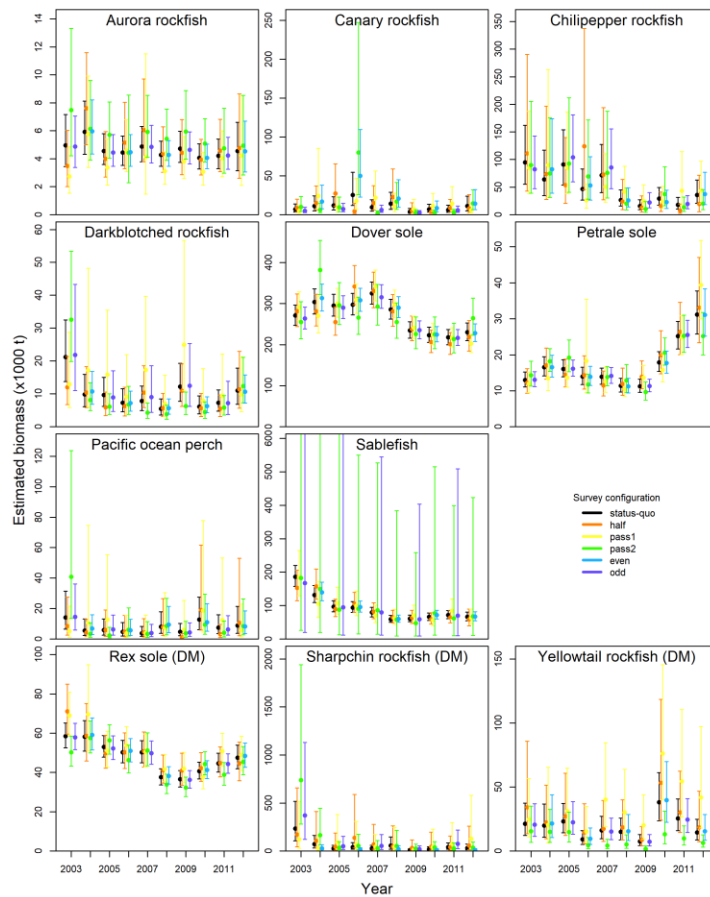 Aurora rockfish
Canary rockfish
Chilipepper rockfish
0 2 4 6 8 10 12 14
0 50 100 150 200 250
0 50 100 150 200 250 300 350
Darkblotched rockfish
Dover sole
Petrale sole
0 10 20 30 40 50 60
0 100 200 300 400
0 10 20 30 40 50
Estimated biomass (x1000 t)
Pacific ocean perch
Sablefish
0 20 40 60 80 100 120
0 100 200 300 400 500 600
Survey configuration
status-quo
half
pass1
pass2
even
odd
Rex sole (DM)
Sharpchin rockfish (DM)
Yellowtail rockfish (DM)
0 20 40 60 80 100
0 500 1000 1500 2000
0 50 100 150
2003 2005 2007 2009 2011
2003 2005 2007 2009 2011
2003 2005 2007 2009 2011
Year